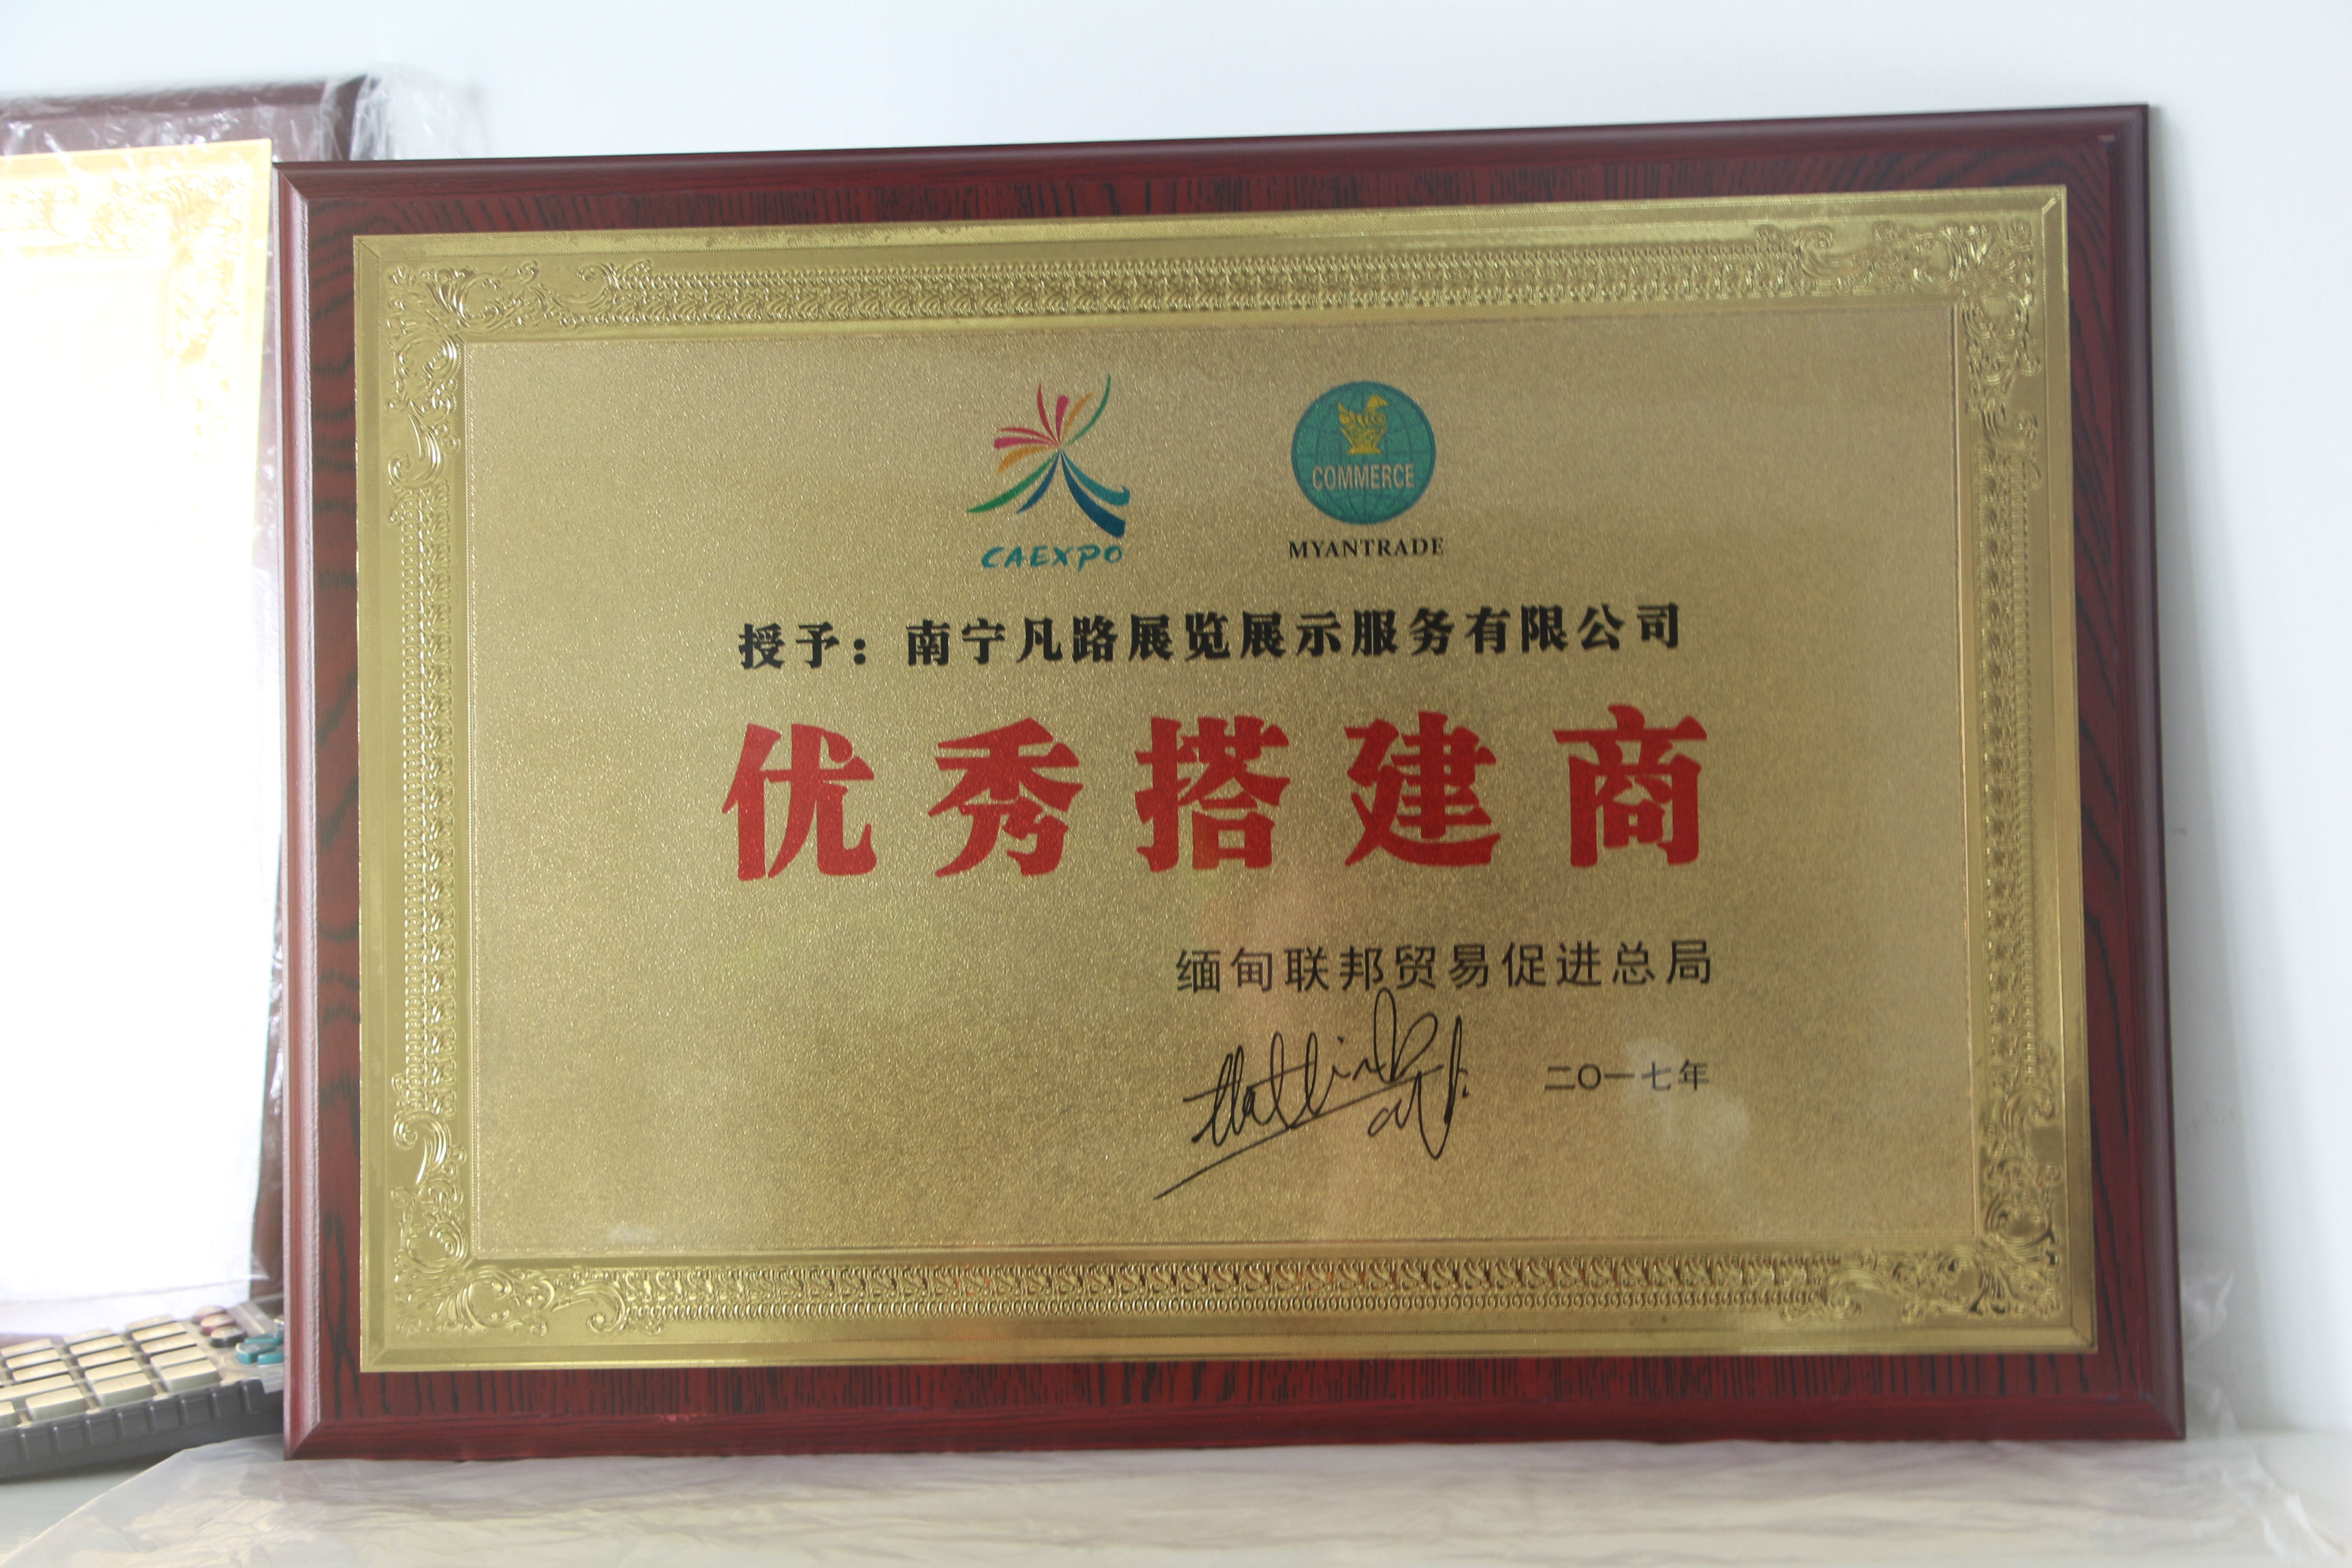 CAEXPO
COMMERCE
MYANTRADE
授予：南宁凡路展览展示服务有限公司
优秀搭建商
缅甸联邦贸易促进总局
二〇一七年